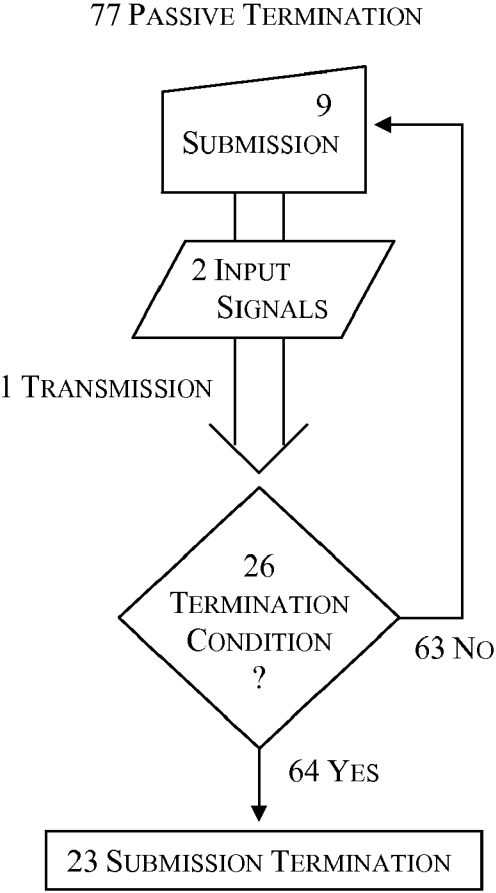 77 PASSIVE TERMINATION
9
SUBMISSION
2 INPUT
SIGNALS
1 TRANSMISSION
26
TERMINATION
CONDITION
?
63 NO
64 YES
23 SUBMISSION TERMINATION